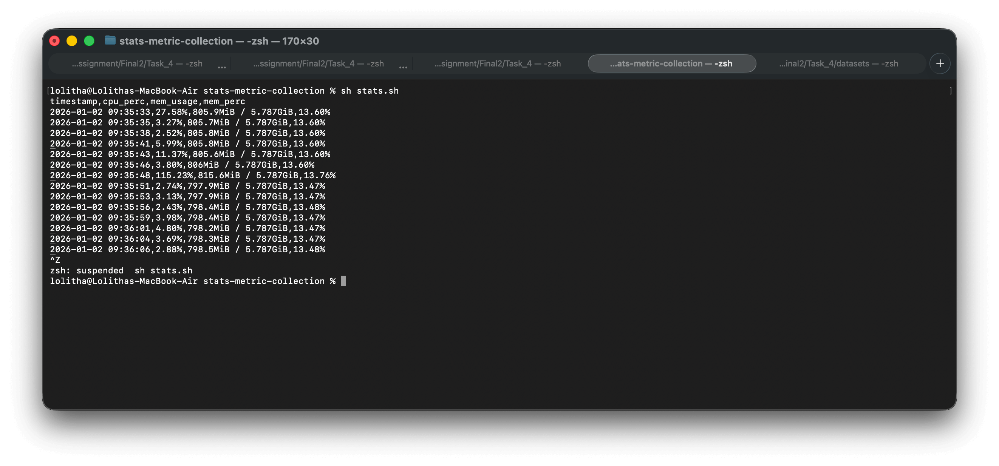 stats-metric-collection — -zsh — 170×30
...ssignment/Final2/Task_4 — -zsh ... ...ssignment/Final2/Task_4 — -zsh ... ...signment/Final2/Task_4 — -zsh ...ats-metric-collection — -zsh ...inal2/Task_4/datasets — -zsh +
[lolitha@Lolithas-MacBook-Air stats-metric-collection % sh stats.sh ]
timestamp,cpu_perc,mem_usage,mem_perc
2026-01-02 09:35:33,27.58%,805.9MiB / 5.787GiB,13.60%
2026-01-02 09:35:35,3.27%,805.7MiB / 5.787GiB,13.60%
2026-01-02 09:35:38,2.52%,805.8MiB / 5.787GiB,13.60%
2026-01-02 09:35:41,5.99%,805.8MiB / 5.787GiB,13.60%
2026-01-02 09:35:43,11.37%,805.6MiB / 5.787GiB,13.60%
2026-01-02 09:35:46,3.80%,806MiB / 5.787GiB,13.60%
2026-01-02 09:35:48,115.23%,815.6MiB / 5.787GiB,13.76%
2026-01-02 09:35:51,2.74%,797.9MiB / 5.787GiB,13.47%
2026-01-02 09:35:53,3.13%,797.9MiB / 5.787GiB,13.47%
2026-01-02 09:35:56,2.43%,798.4MiB / 5.787GiB,13.48%
2026-01-02 09:35:59,3.98%,798.4MiB / 5.787GiB,13.47%
2026-01-02 09:36:01,4.80%,798.2MiB / 5.787GiB,13.47%
2026-01-02 09:36:04,3.69%,798.3MiB / 5.787GiB,13.47%
2026-01-02 09:36:06,2.88%,798.5MiB / 5.787GiB,13.48%
^Z
zsh: suspended  sh stats.sh
lolitha@Lolithas-MacBook-Air stats-metric-collection %